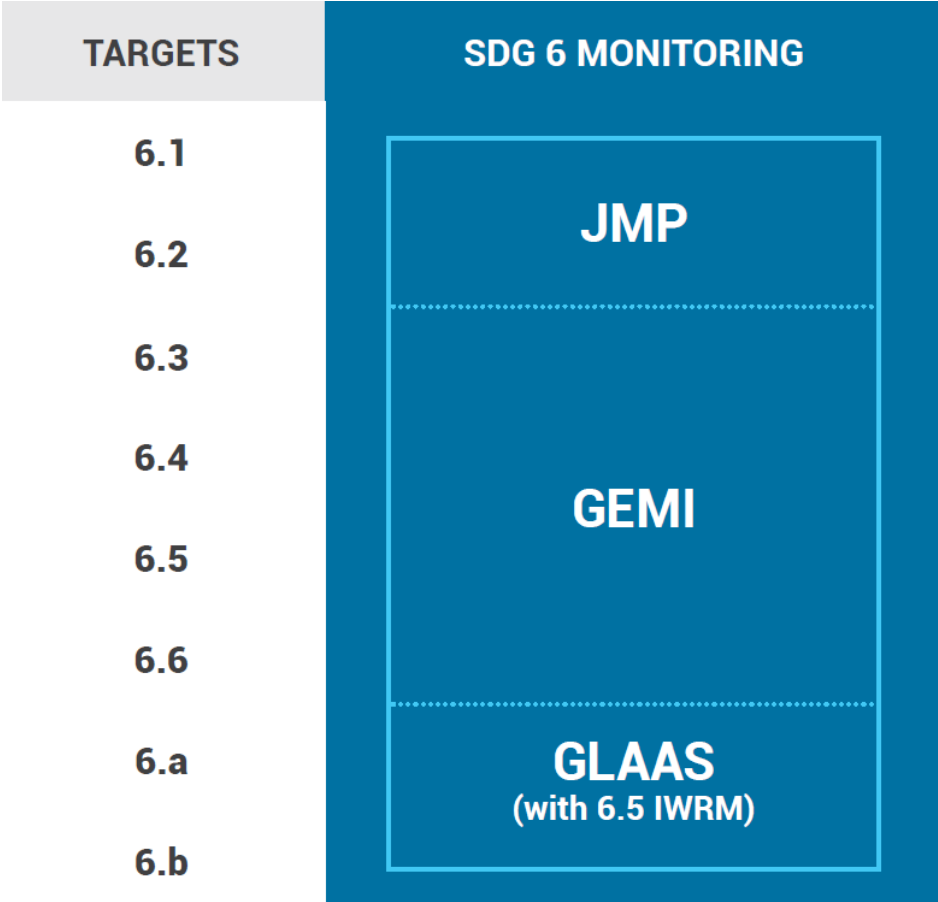 TARGETS
SDG 6 MONITORING
6.1
6.2
JMP
6.3
6.4
6.5
6.6
GEMI
6.a
6.b
GLAAS
(with 6.5 IWRM)